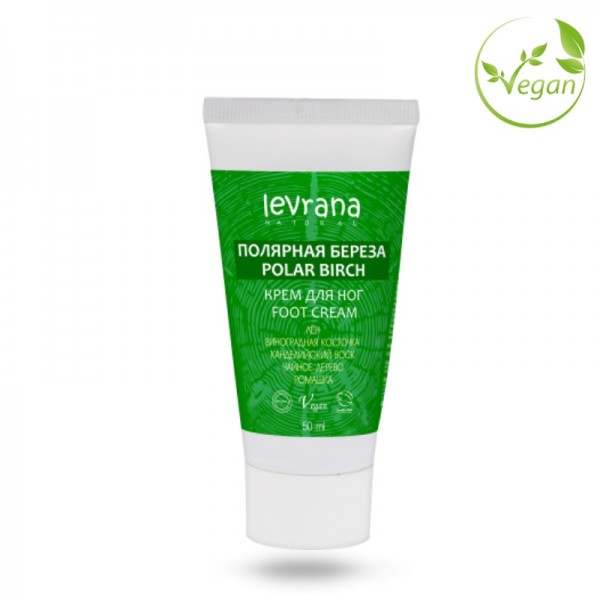 Vegan
levrana
NATURAL
ПОЛЯРНАЯ БЕРЕЗА
POLAR BIRCH
КРЕМ ДЛЯ НОГ
FOOT CREAM
ЛЁН
ВИНОГРАДНАЯ КОСТОЧКА
КАНДЕЛИЙСКИЙ ВОСК
ЧАЙНОЕ ДЕРЕВО
РОМАШКА
Vegan
50 ml